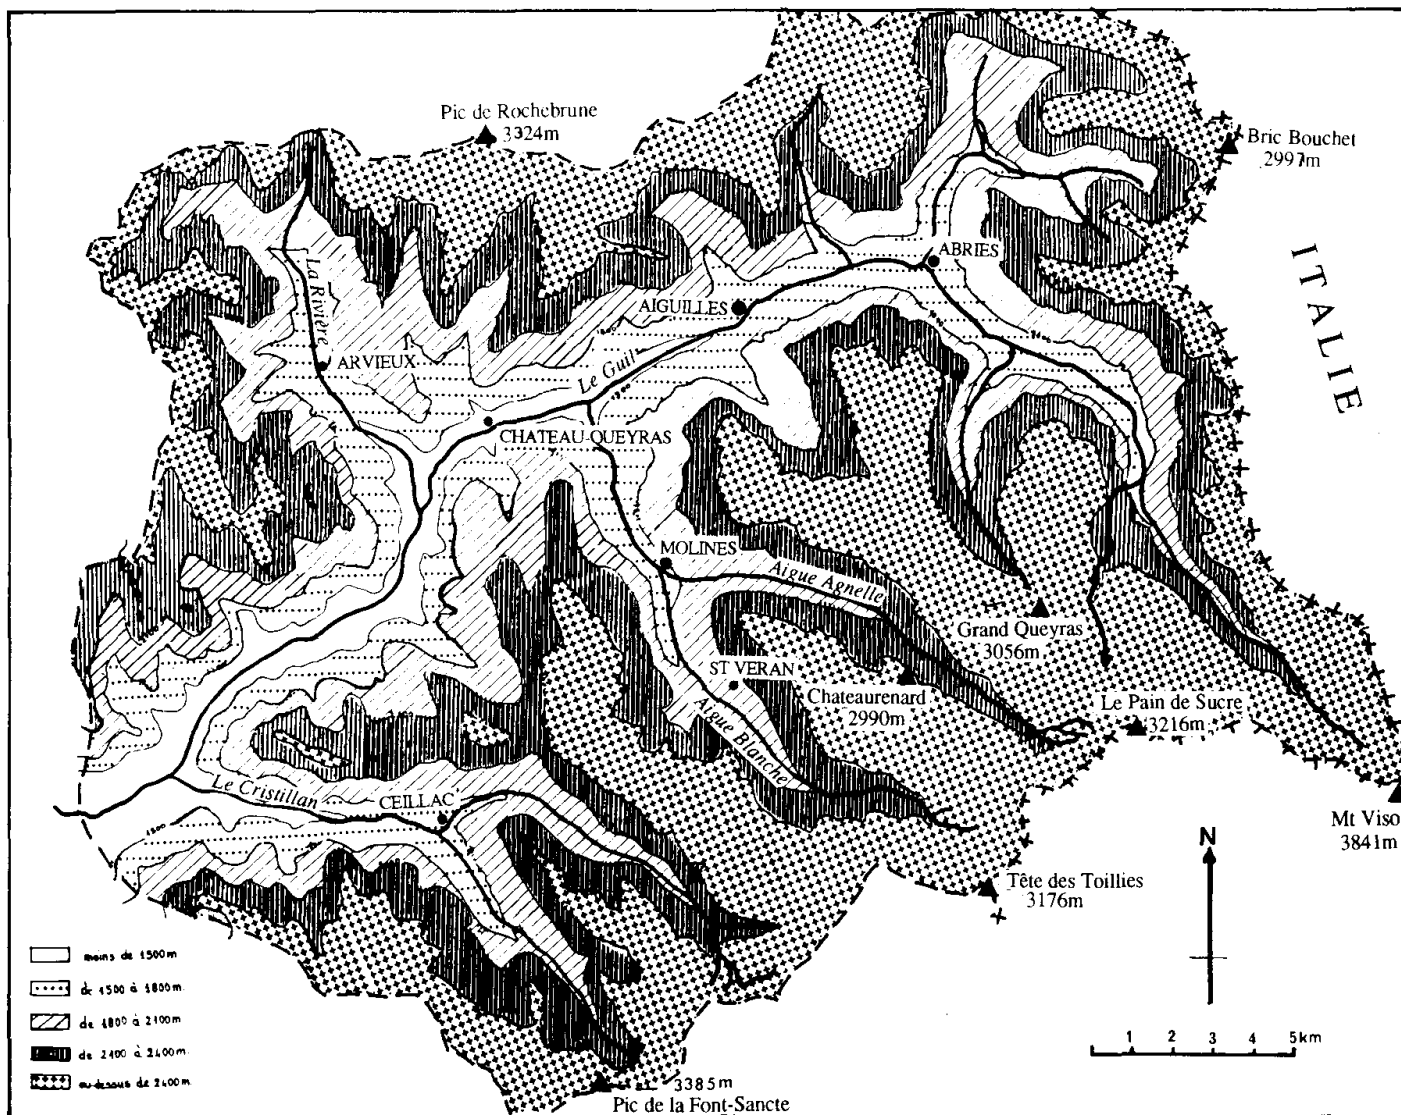 Pic de Rochebrune
3324m
Bric Bouchet
2997m
ITALIE
ABRIES
La Rivière
AIGUILLES
ARVIEUX
Le Guil
CHATEAU-QUEYRAS
MOLINES
Aigue Agnelle
Grand Queyras
3056m
ST VERAN
Chateaurenard
2990m
Le Pain de Sucre
3216m
Aigue Blanche
Le Cristillan
CEILLAC
1500
Mt Viso
3841m
N
Tête des Toillies
3176m
moins de 1500m
de 1500 à 1800m.
de 1800 à 2100m
de 2100 à 2400m.
au-dessus de 2400m.
1 2 3 4 5km
3385m
Pic de la Font-Sancte